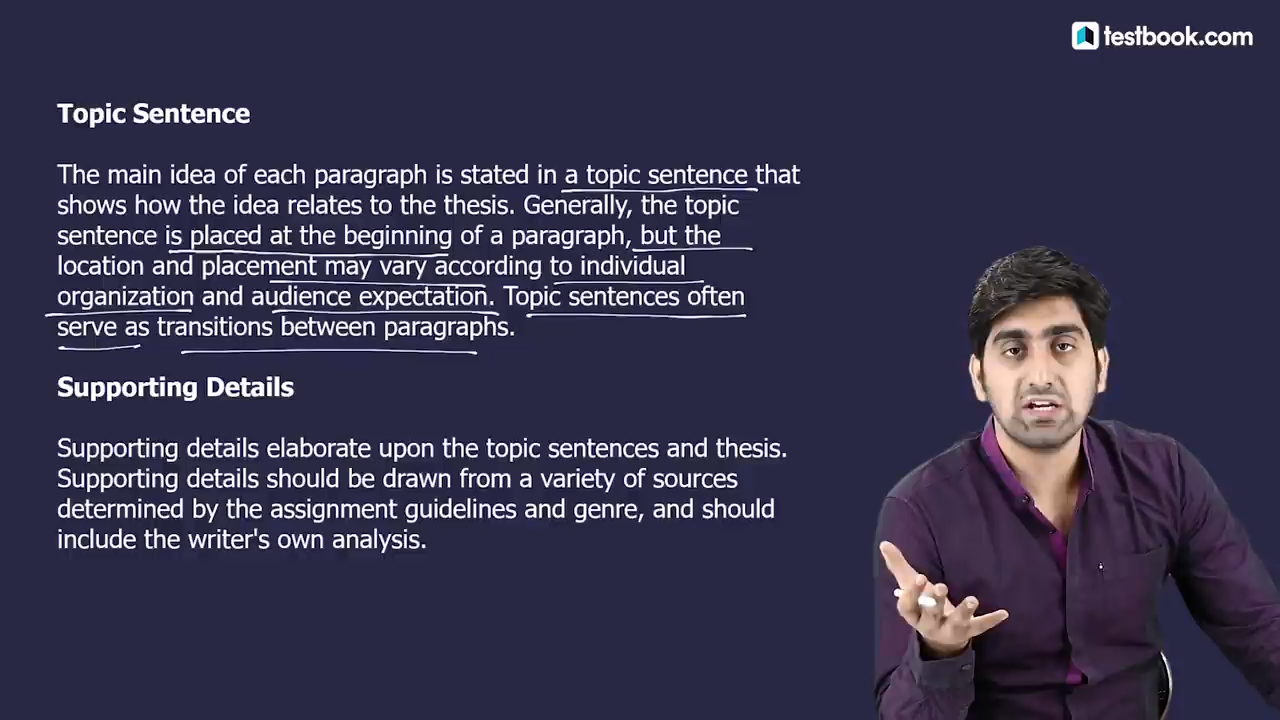 testbook.com
Topic Sentence
The main idea of each paragraph is stated in a topic sentence that
shows how the idea relates to the thesis. Generally, the topic
sentence is placed at the beginning of a paragraph, but the
location and placement may vary according to individual
organization and audience expectation. Topic sentences often
serve as transitions between paragraphs.
Supporting Details
Supporting details elaborate upon the topic sentences and thesis.
Supporting details should be drawn from a variety of sources
determined by the assignment guidelines and genre, and should
include the writer's own analysis.